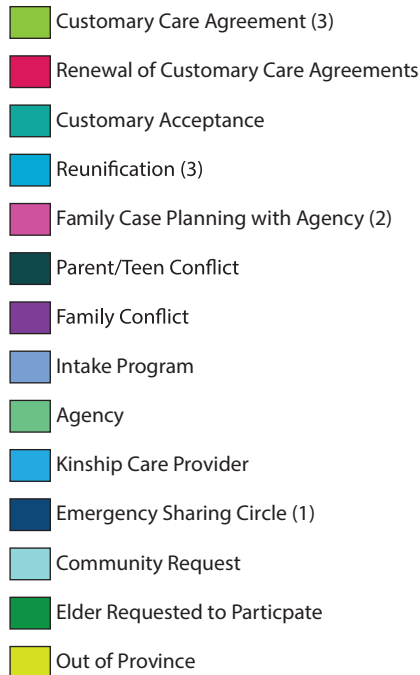 Customary Care Agreement (3)
Renewal of Customary Care Agreements
Customary Acceptance
Reunification (3)
Family Case Planning with Agency (2)
Parent/Teen Conflict
Family Conflict
Intake Program
Agency
Kinship Care Provider
Emergency Sharing Circle (1)
Community Request
Elder Requested to Particpate
Out of Province